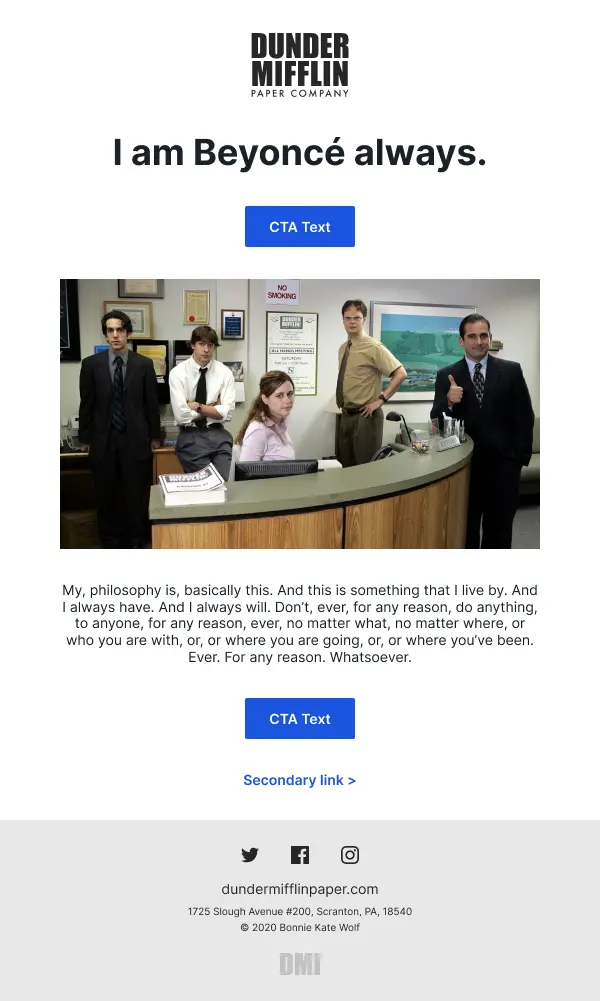 DUNDER
MIFFLIN
PAPER COMPANY
I am Beyoncé always.
CTA Text
NO
SMOKING
DUNDER
MIFFLIN
ALL HANDS MEETING
SATURDAY
My, philosophy is, basically this. And this is something that I live by. And
I always have. And I always will. Don’t, ever, for any reason, do anything,
to anyone, for any reason, ever, no matter what, no matter where, or
who you are with, or, or where you are going, or, or where you’ve been.
Ever. For any reason. Whatsoever.
CTA Text
Secondary link >
dundermifflinpaper.com
1725 Slough Avenue #200, Scranton, PA, 18540
© 2020 Bonnie Kate Wolf
DMI